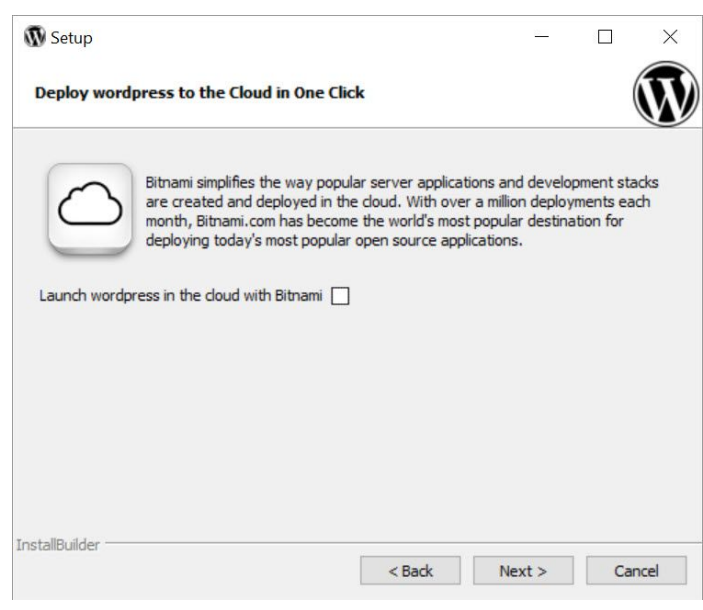 Setup
Deploy wordpress to the Cloud in One Click
Bitnami simplifies the way popular server applications and development stacks
are created and deployed in the cloud. With over a million deployments each
month, Bitnami.com has become the world's most popular destination for
deploying today's most popular open source applications.
Launch wordpress in the cloud with Bitnami
InstallBuilder
< Back Next > Cancel